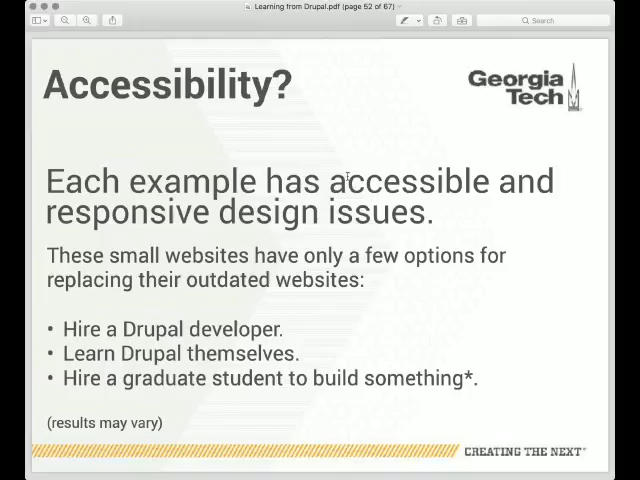 Learning from Drupal.pdf (page 52 of 67)
Search
Accessibility?
Georgia
Tech
Each example has accessible and
responsive design issues.
These small websites have only a few options for
replacing their outdated websites:
• Hire a Drupal developer.
• Learn Drupal themselves.
• Hire a graduate student to build something*.
(results may vary)
CREATING THE NEXT®